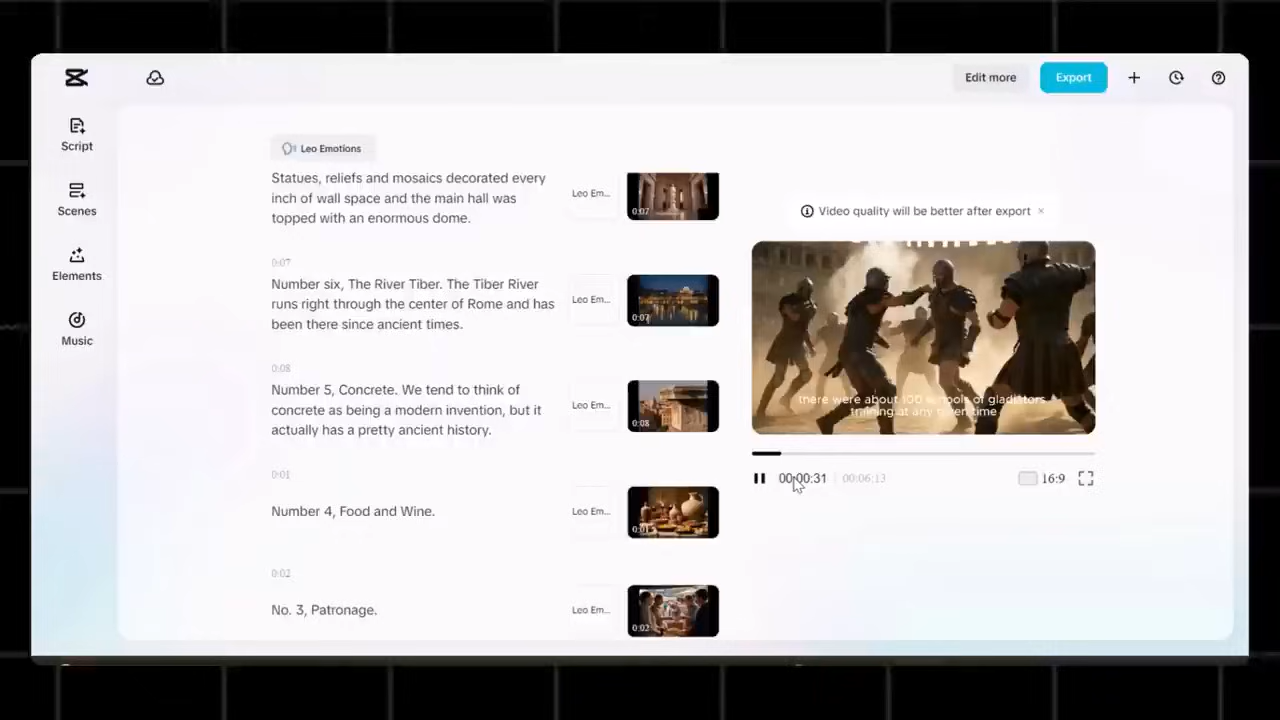 Edit more
Export
Script
Scenes
Elements
Music
Leo Emotions
Statues, reliefs and mosaics decorated every
inch of wall space and the main hall was
topped with an enormous dome.
Leo Em...
0:07
0:07
Number six, The River Tiber. The Tiber River
runs right through the center of Rome and has
been there since ancient times.
Leo Em...
0:07
0:08
Number 5, Concrete. We tend to think of
concrete as being a modern invention, but it
actually has a pretty ancient history.
Leo Em...
0:08
0:01
Number 4, Food and Wine.
Leo Em...
0:01
0:02
No. 3, Patronage.
Leo Em...
0:02
Video quality will be better after export
there were about 100 schools of gladiators
training at any given time
00:00:31
00:06:13
16:9